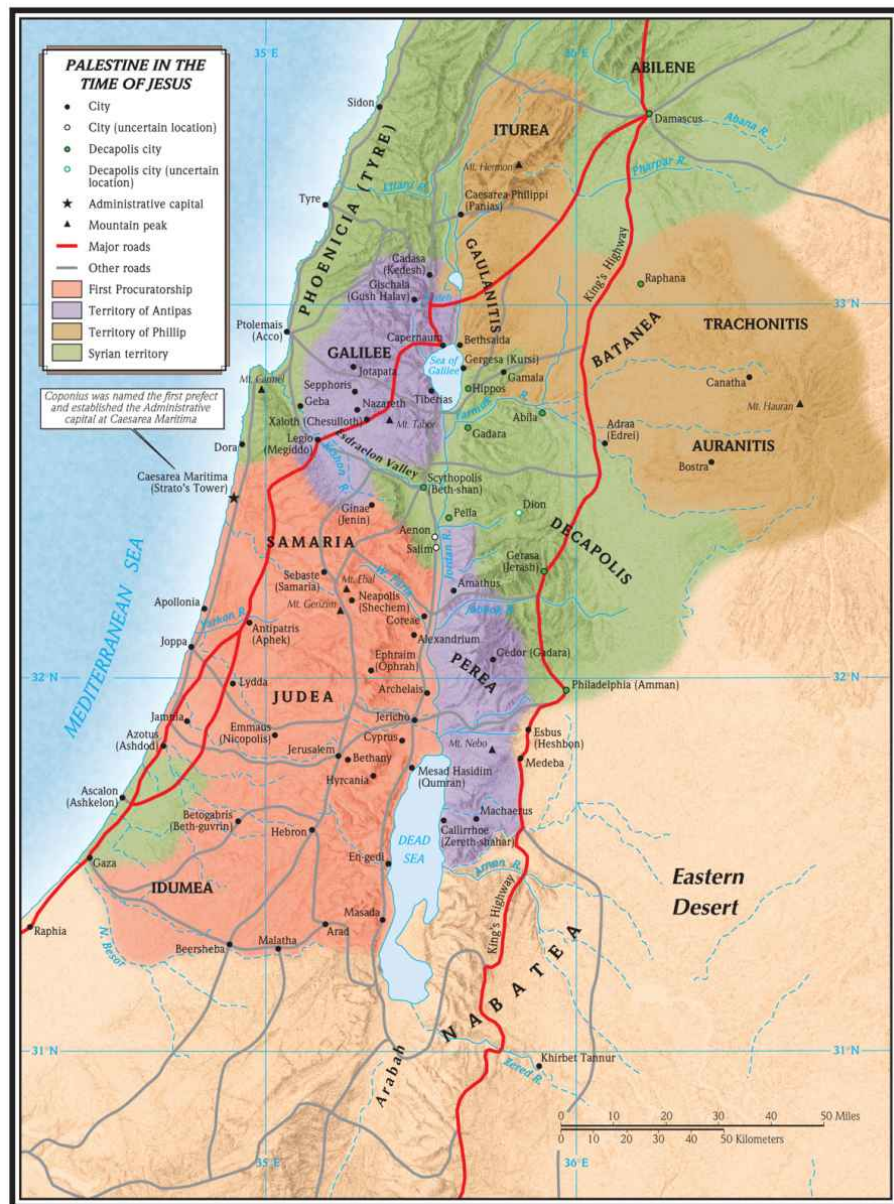 PALESTINE IN THE
TIME OF JESUS
City
City (uncertain location)
Decapolis city
Decapolis city (uncertain
location)
Administrative capital
Mountain peak
Major roads
Other roads
First Procuratorship
Territory of Antipas
Territory of Phillip
Syrian territory
Coponius was named the first prefect
and established the Administrative
capital at Caesarea Maritima
35°E
36°E
ABILENE
Sidon
Damascus
Abana R.
ITUREA
Mt. Hermon
Pharpar R.
PHOENICIA (TYRE)
Litani R.
Tyre
Caesarea Philippi
(Panias)
GAULANITIS
King's Highway
Cadasa
(Kedesh)
Gischala
(Gush Halav)
Raphana
33°N
33°N
BATANEA
TRACHONITIS
Ptolemais
(Acco)
Capernaum
Bethsaida
GALILEE
Sea of
Galilee
Gergesa (Kursi)
Jotapata
Gamala
Canatha
Mt. Carmel
Sepphoris
Hippos
Mt. Hauran
Geba
Nazareth
Tiberias
Abila
Xaloth (Chesulloth)
Mt. Tabor
Gadara
Adraa
(Edrei)
AURANITIS
Dora
Legio
(Megiddo)
Esdraelon Valley
Kishon R.
Bostra
Caesarea Maritima
(Strato's Tower)
Scythopolis
(Beth-shan)
Ginae
(Jenin)
Pella
Dion
DECAPOLIS
Aenon
Salim
SAMARIA
Jordan R.
MEDITERRANEAN SEA
Sebaste
(Samaria)
Mt. Ebal
Gerasa
(Jerash)
Amathus
Neapolis
(Shechem)
Mt. Gerizim
Apollonia
Yarkon R.
Coreae
Antipatris
(Aphek)
Alexandrium
Joppa
Ephraim
(Ophrah)
Gedor (Gadara)
PEREA
32°N
32°N
Lydda
JUDEA
Archelais
Philadelphia (Amman)
Jamnia
Jericho
Emmaus
(Nicopolis)
Azotus
(Ashdod)
Cyprus
Mt. Nebo
Esbus
(Heshbon)
Jerusalem
Bethany
Medeba
Hyrcania
Mesad Hasidim
(Qumran)
Ascalon
(Ashkelon)
Betogabris
(Beth-guvrin)
Machaerus
Hebron
Callirrhoe
(Zereth-shahar)
DEAD
SEA
Gaza
En-gedi
Arnon R.
IDUMEA
Eastern
Desert
Masada
Raphia
Arad
King's Highway
Beersheba
Malatha
N. Besor
NABATEA
31°N
31°N
Arabah
Zered R.
Khirbet Tannur
0 10 20 30 40 50 Miles
0 10 20 30 40 50 Kilometers
35°E
36°E